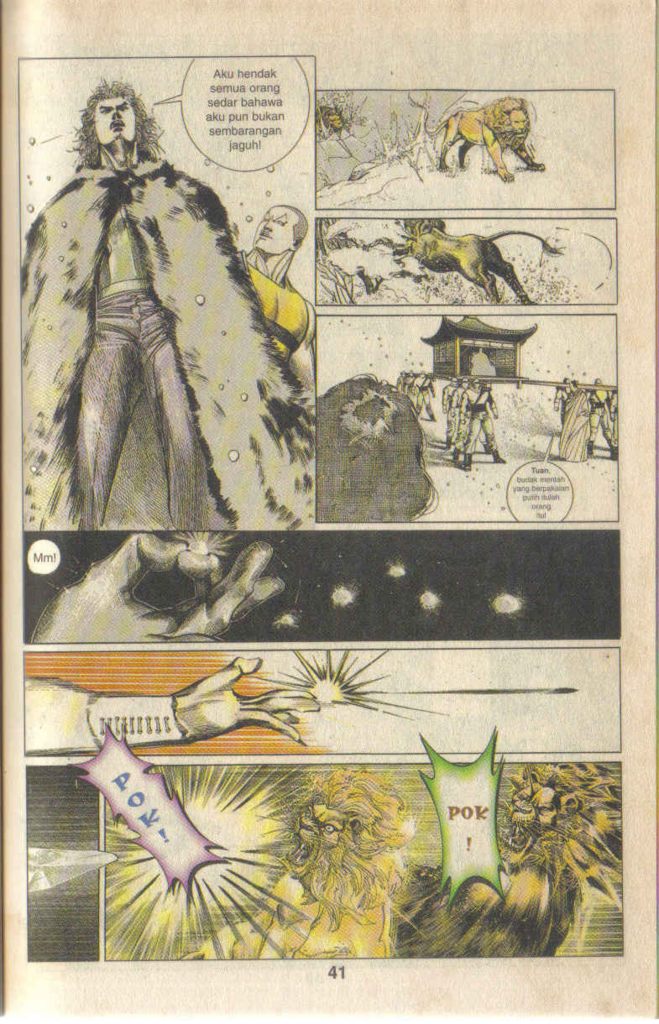 Aku hendak
semua orang
sedar bahawa
aku pun bukan
sembarangan
jaguh!
Tuan,
budak mentah
yang berpakaian
putih itulah
orang
itu!
Mm!
POK!
POK
!
41